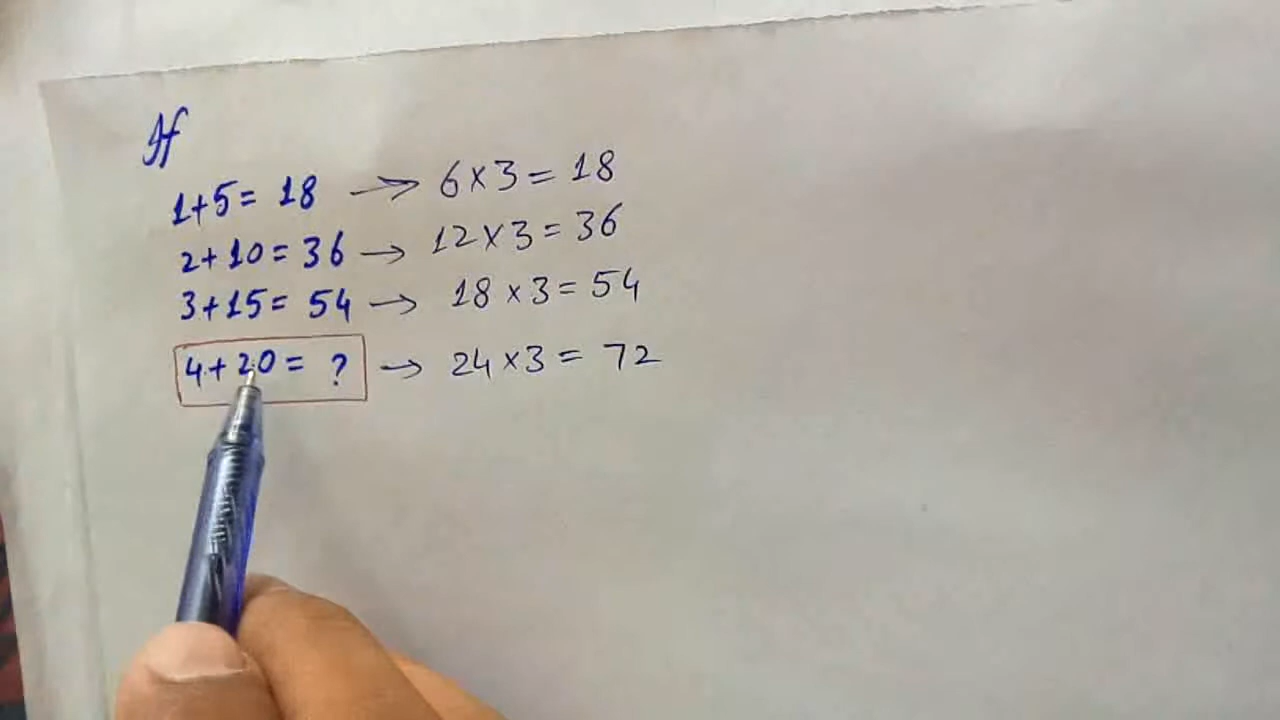 If
1+5= 18 → 6×3=18
2+10=36 → 12×3=36
3+15= 54 → 18×3=54
4+20= ? → 24×3= 72